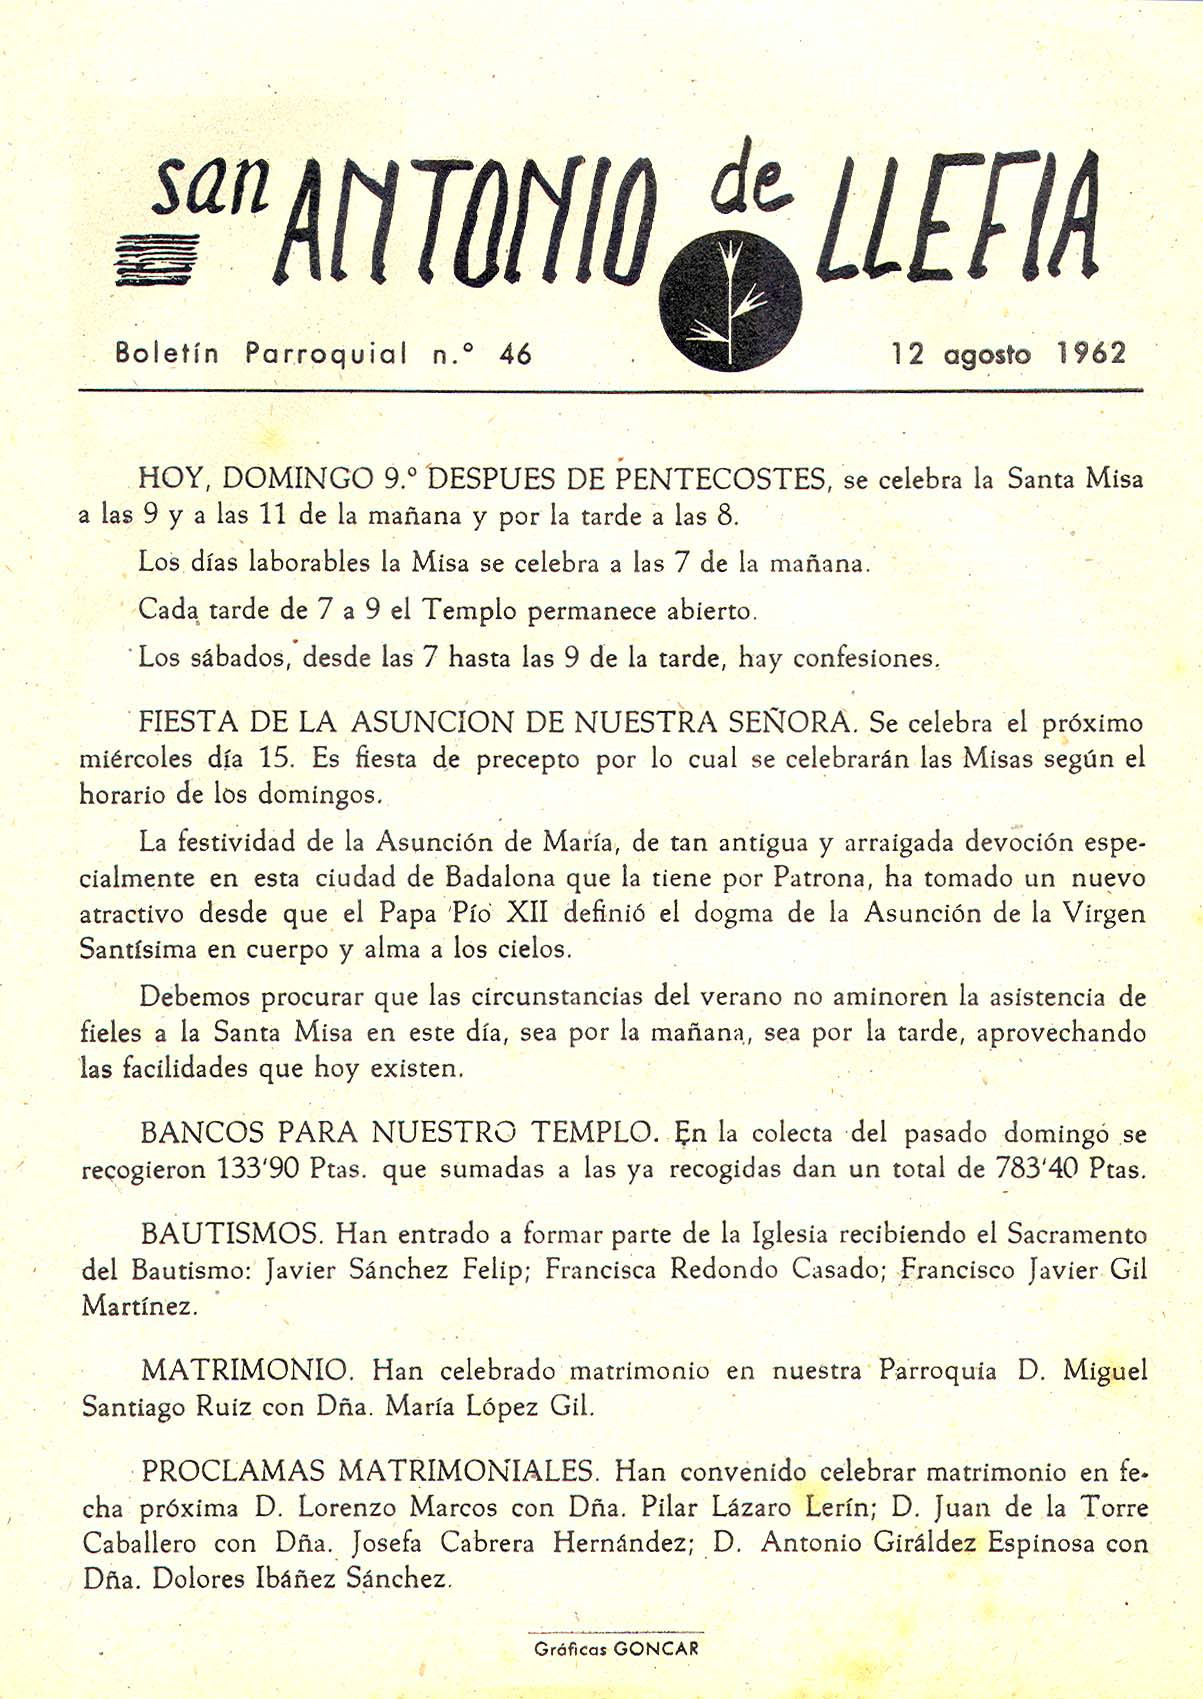 san ANTONIO de LLEFIA
Boletín Parroquial n.º 46 12 agosto 1962
HOY, DOMINGO 9.º DESPUES DE PENTECOSTES, se celebra la Santa Misa
a las 9 y a las 11 de la mañana y por la tarde a las 8.
Los días laborables la Misa se celebra a las 7 de la mañana.
Cada tarde de 7 a 9 el Templo permanece abierto.
Los sábados, desde las 7 hasta las 9 de la tarde, hay confesiones.
FIESTA DE LA ASUNCION DE NUESTRA SEÑORA. Se celebra el próximo
miércoles día 15. Es fiesta de precepto por lo cual se celebrarán las Misas según el
horario de los domingos.
La festividad de la Asunción de María, de tan antigua y arraigada devoción espe-
cialmente en esta ciudad de Badalona que la tiene por Patrona, ha tomado un nuevo
atractivo desde que el Papa Pío XII definió el dogma de la Asunción de la Virgen
Santísima en cuerpo y alma a los cielos.
Debemos procurar que las circunstancias del verano no aminoren la asistencia de
fieles a la Santa Misa en este día, sea por la mañana, sea por la tarde, aprovechando
las facilidades que hoy existen.
BANCOS PARA NUESTRO TEMPLO. En la colecta del pasado domingo se
recogieron 133'90 Ptas. que sumadas a las ya recogidas dan un total de 783'40 Ptas.
BAUTISMOS. Han entrado a formar parte de la Iglesia recibiendo el Sacramento
del Bautismo: Javier Sánchez Felip; Francisca Redondo Casado; Francisco Javier Gil
Martínez.
MATRIMONIO. Han celebrado matrimonio en nuestra Parroquia D. Miguel
Santiago Ruiz con Dña. María López Gil.
PROCLAMAS MATRIMONIALES. Han convenido celebrar matrimonio en fe-
cha próxima D. Lorenzo Marcos con Dña. Pilar Lázaro Lerín; D. Juan de la Torre
Caballero con Dña. Josefa Cabrera Hernández; D. Antonio Giráldez Espinosa con
Dña. Dolores Ibáñez Sánchez.
Gráficas GONCAR